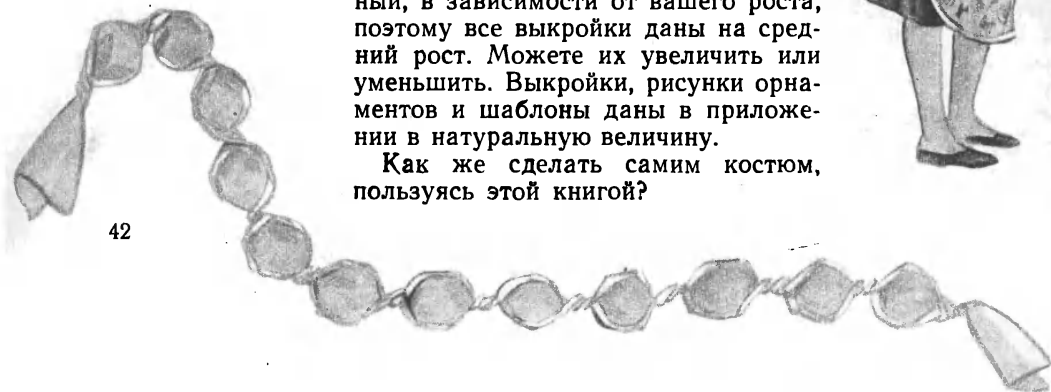 ный, в зависимости от вашего роста,
поэтому все выкройки даны на сред-
ний рост. Можете их увеличить или
уменьшить. Выкройки, рисунки орна-
ментов и шаблоны даны в приложе-
нии в натуральную величину.
Как же сделать самим костюм,
пользуясь этой книгой?
42